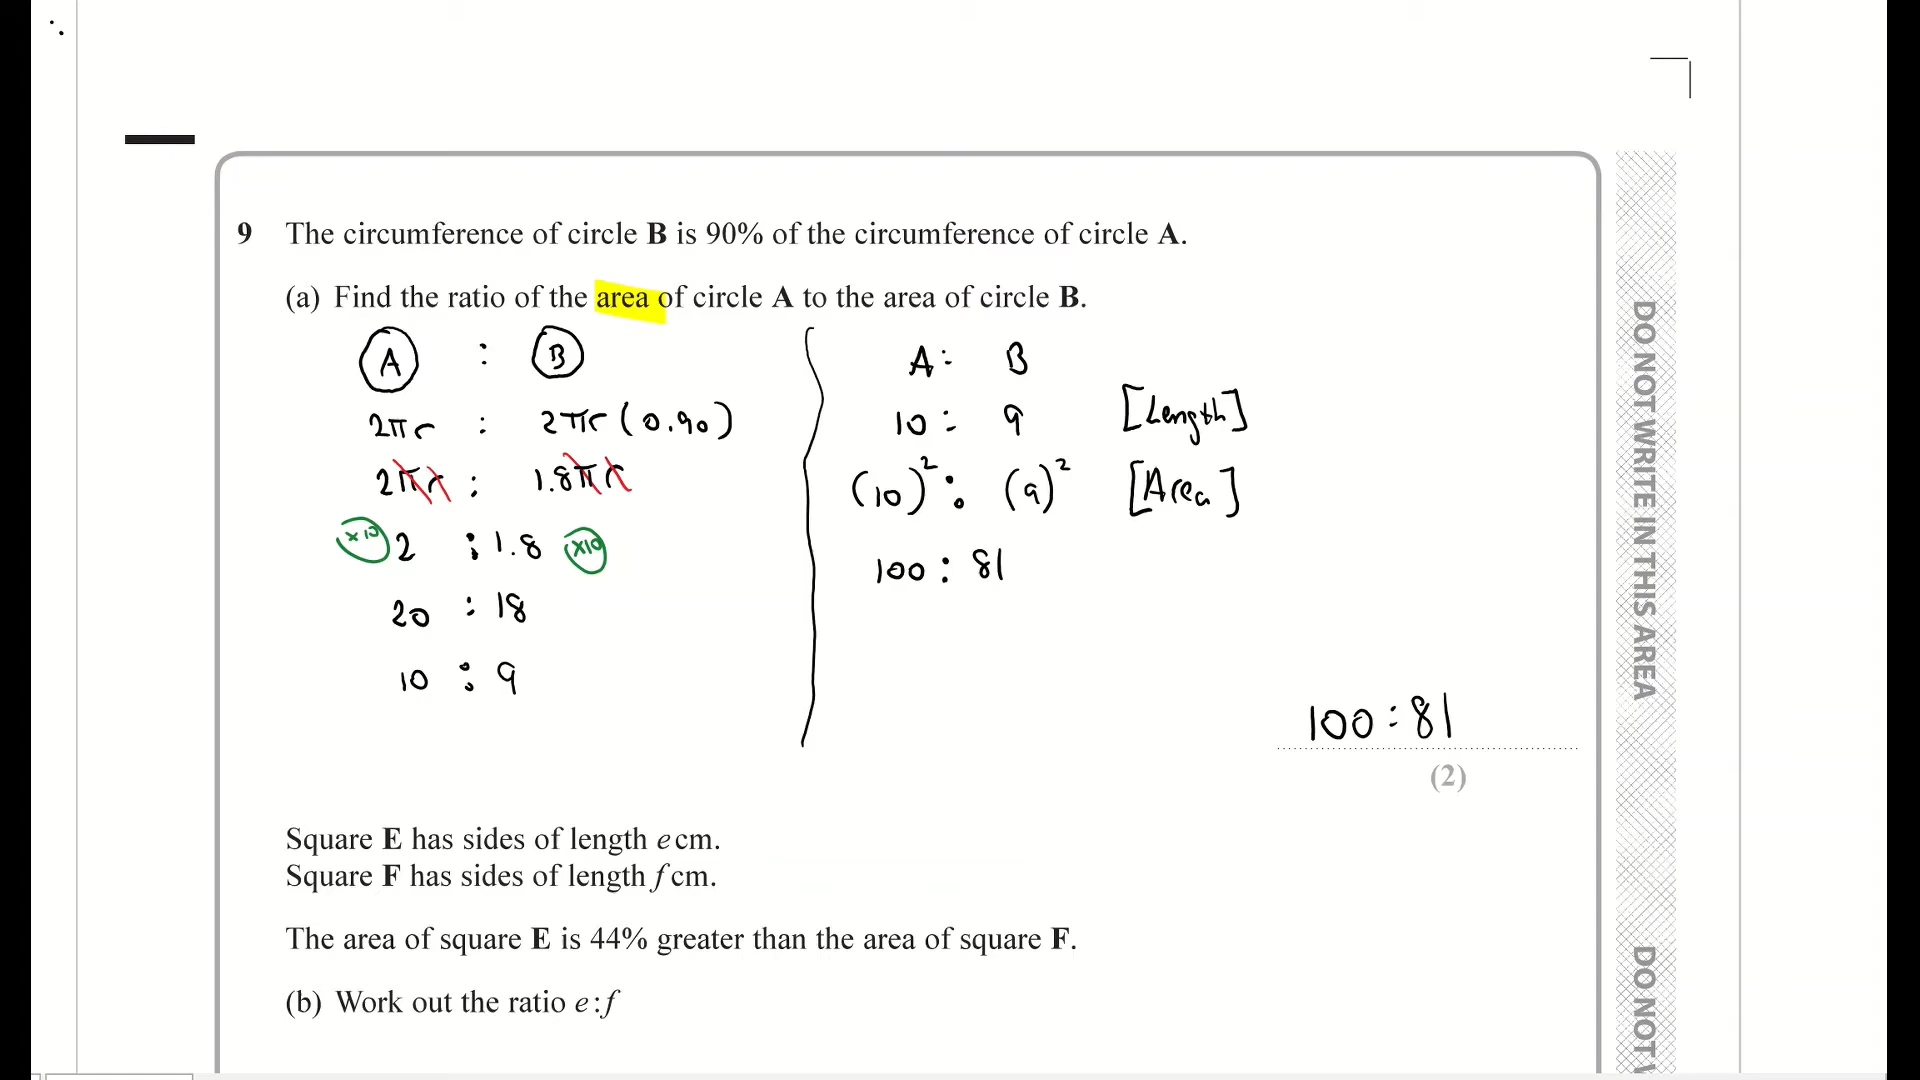 9 The circumference of circle B is 90% of the circumference of circle A.
(a) Find the ratio of the area of circle A to the area of circle B.
A : B
2πr : 2πr (0.90)
2πr : 1.8πr
x10 2 : 1.8 x10
20 : 18
10 : 9
A : B
10 : 9 [Length]
(10)² : (9)² [Area]
100 : 81
100 : 81
(2)
Square E has sides of length e cm.
Square F has sides of length f cm.
The area of square E is 44% greater than the area of square F.
(b) Work out the ratio e : f
DO NOT WRITE IN THIS AREA
DO NOT W